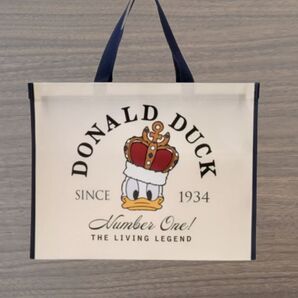 DONALD DUCK
SINCE 1934
Number One!
THE LIVING LEGEND